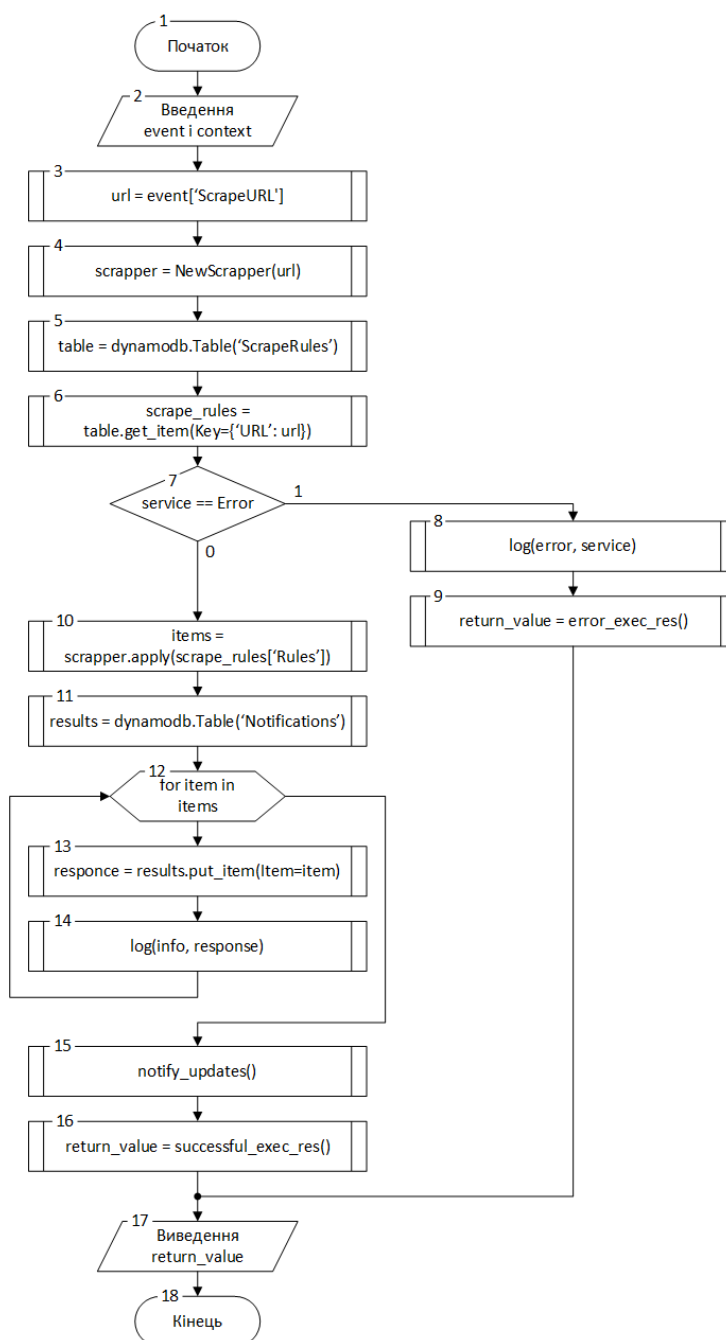 1
Початок
2
Введення
event і context
3
url = event[‘ScrapeURL']
4
scrapper = NewScrapper(url)
5
table = dynamodb.Table(‘ScrapeRules’)
6
scrape_rules =
table.get_item(Key={‘URL’: url})
7
service == Error
1
0
8
log(error, service)
9
return_value = error_exec_res()
10
items =
scrapper.apply(scrape_rules[‘Rules’])
11
results = dynamodb.Table(‘Notifications’)
12
for item in
items
13
responce = results.put_item(Item=item)
14
log(info, response)
15
notify_updates()
16
return_value = successful_exec_res()
17
Виведення
return_value
18
Кінець